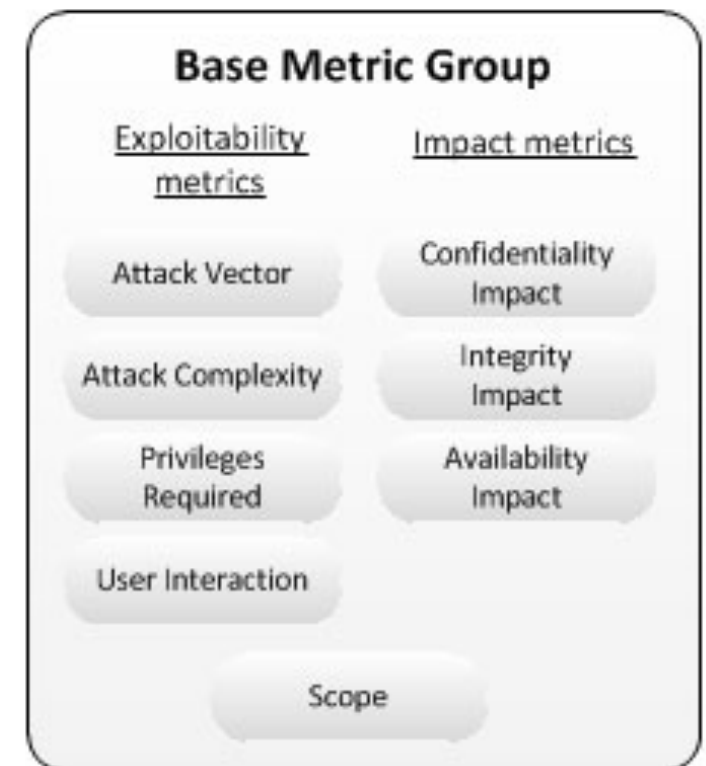 Base Metric Group
Exploitability
metrics
Attack Vector
Attack Complexity
Privileges
Required
User Interaction
Impact metrics
Confidentiality
Impact
Integrity
Impact
Availability
Impact
Scope